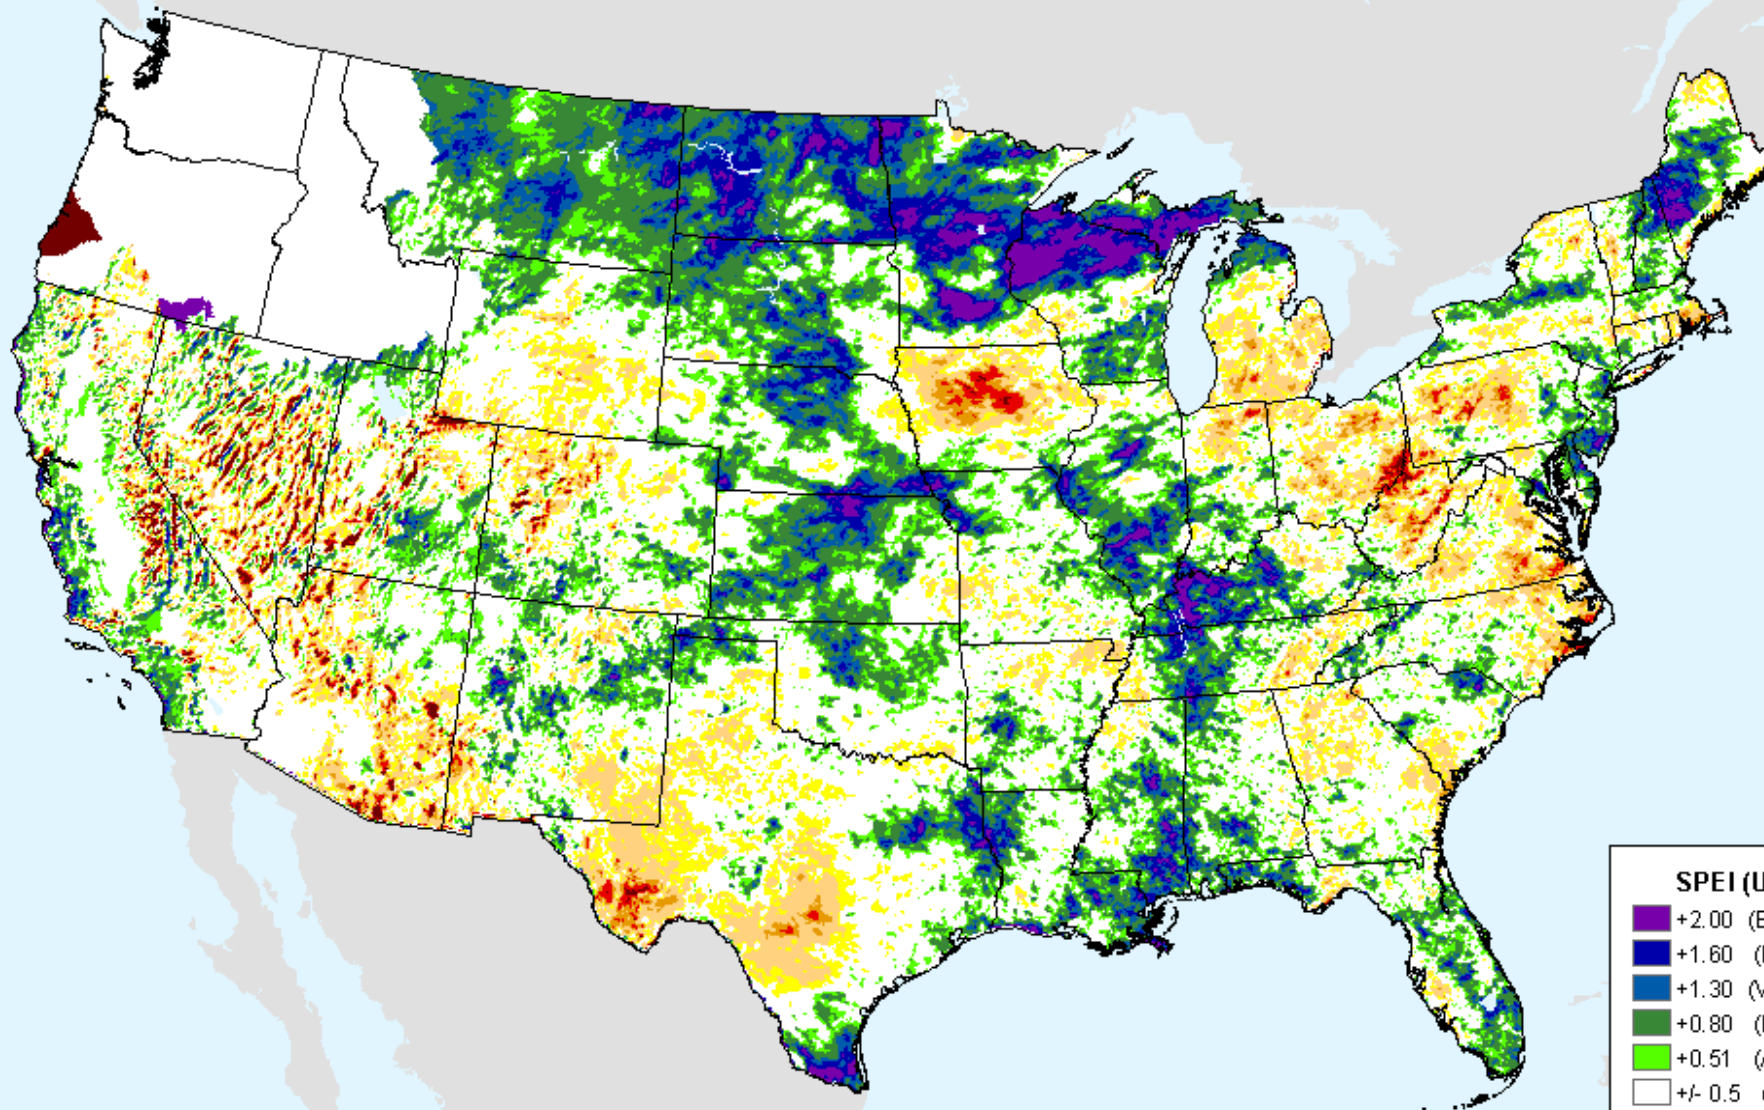 SPEI (U
+2.00 (E
+1.60 (
+1.30 (V
+0.80 (
+0.51 (
+/- 0.5